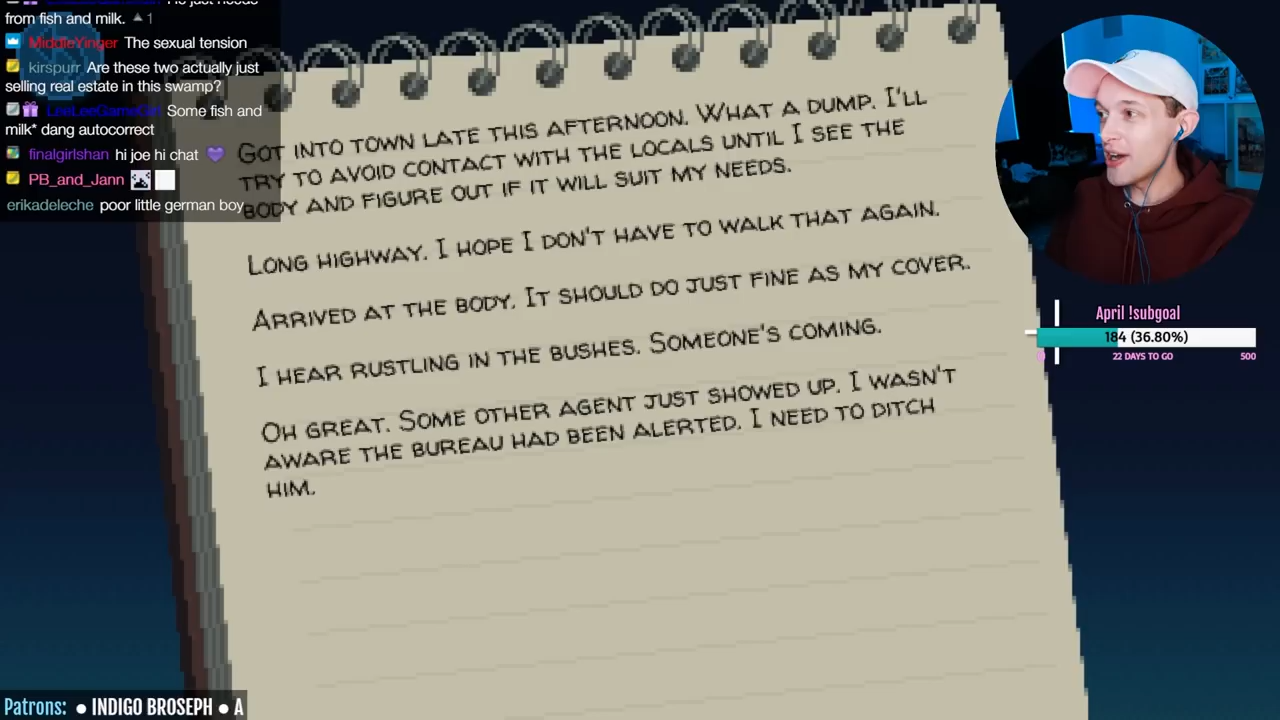 from fish and milk. 1
MiddleYinger The sexual tension
kirspurr Are these two actually just
selling real estate in this swamp?
LeeLeeGameGirl Some fish and
milk* dang autocorrect
finalgirlshan hi joe hi chat
PB_and_Jann
erikadeleche poor little german boy
GOT INTO TOWN LATE THIS AFTERNOON. WHAT A DUMP. I'LL
TRY TO AVOID CONTACT WITH THE LOCALS UNTIL I SEE THE
BODY AND FIGURE OUT IF IT WILL SUIT MY NEEDS.
LONG HIGHWAY. I HOPE I DON'T HAVE TO WALK THAT AGAIN.
ARRIVED AT THE BODY. IT SHOULD DO JUST FINE AS MY COVER.
I HEAR RUSTLING IN THE BUSHES. SOMEONE'S COMING.
OH GREAT. SOME OTHER AGENT JUST SHOWED UP. I WASN'T
AWARE THE BUREAU HAD BEEN ALERTED. I NEED TO DITCH
HIM.
April !subgoal
184 (36.80%)
0 22 DAYS TO GO 500
Patrons: ● INDIGO BROSEPH ● A